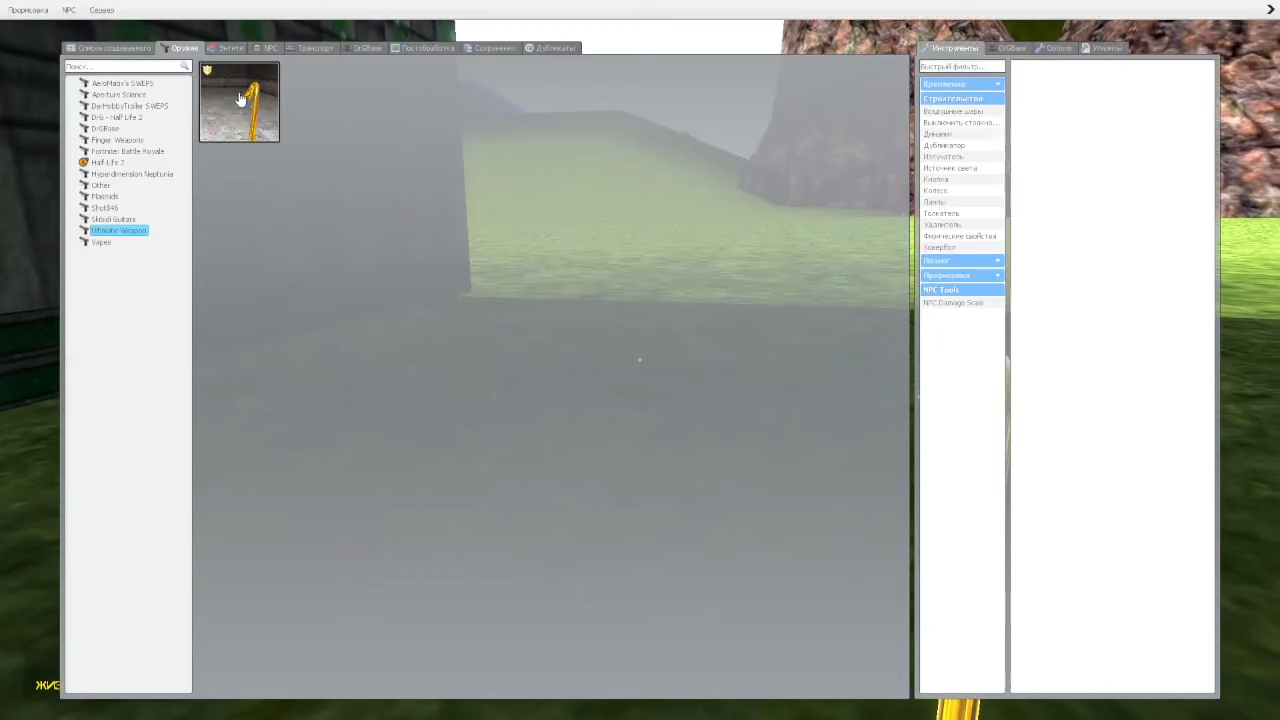 Прорисовка NPC Сервер
Списки создаваемого Оружие Энтити NPC Транспорт DrGBase Постобработка Сохранения Дубликаты
Поиск...
AeroMatix's SWEPS
Aperture Science
DerHobbyTroller SWEPS
DrG - Half Life 2
DrGBase
Finger Weapons
Fortnite: Battle Royale
Half-Life 2
Hyperdimension Neptunia
Other
Plasmids
Shot846
Skibidi Guitars
Ultimate Weapon
Vapes
Инструменты DrGBase Options Утилиты
Быстрый фильтр...
Крепления
Строительство
Воздушные шары
Выключить столкно...
Динамит
Дубликатор
Излучатель
Источник света
Кнопка
Колесо
Лампы
Толкатель
Удалитель
Физические свойства
Ховербол
Позинг
Прорисовка
NPC Tools
NPC Damage Scale